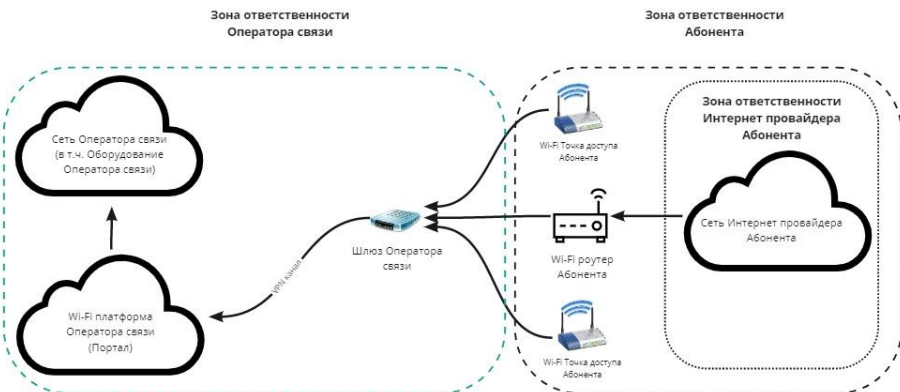 Зона ответственности
Оператора связи
Зона ответственности
Абонента
Сеть Оператора связи
(в т.ч. Оборудование
Оператора связи)
Wi-Fi платформа
Оператора связи
(Портал)
VPN канал
Шлюз Оператора
связи
Wi-Fi Точка доступа
Абонента
Wi-Fi роутер
Абонента
Wi-Fi Точка доступа
Абонента
Зона ответственности
Интернет провайдера
Абонента
Сеть Интернет провайдера
Абонента